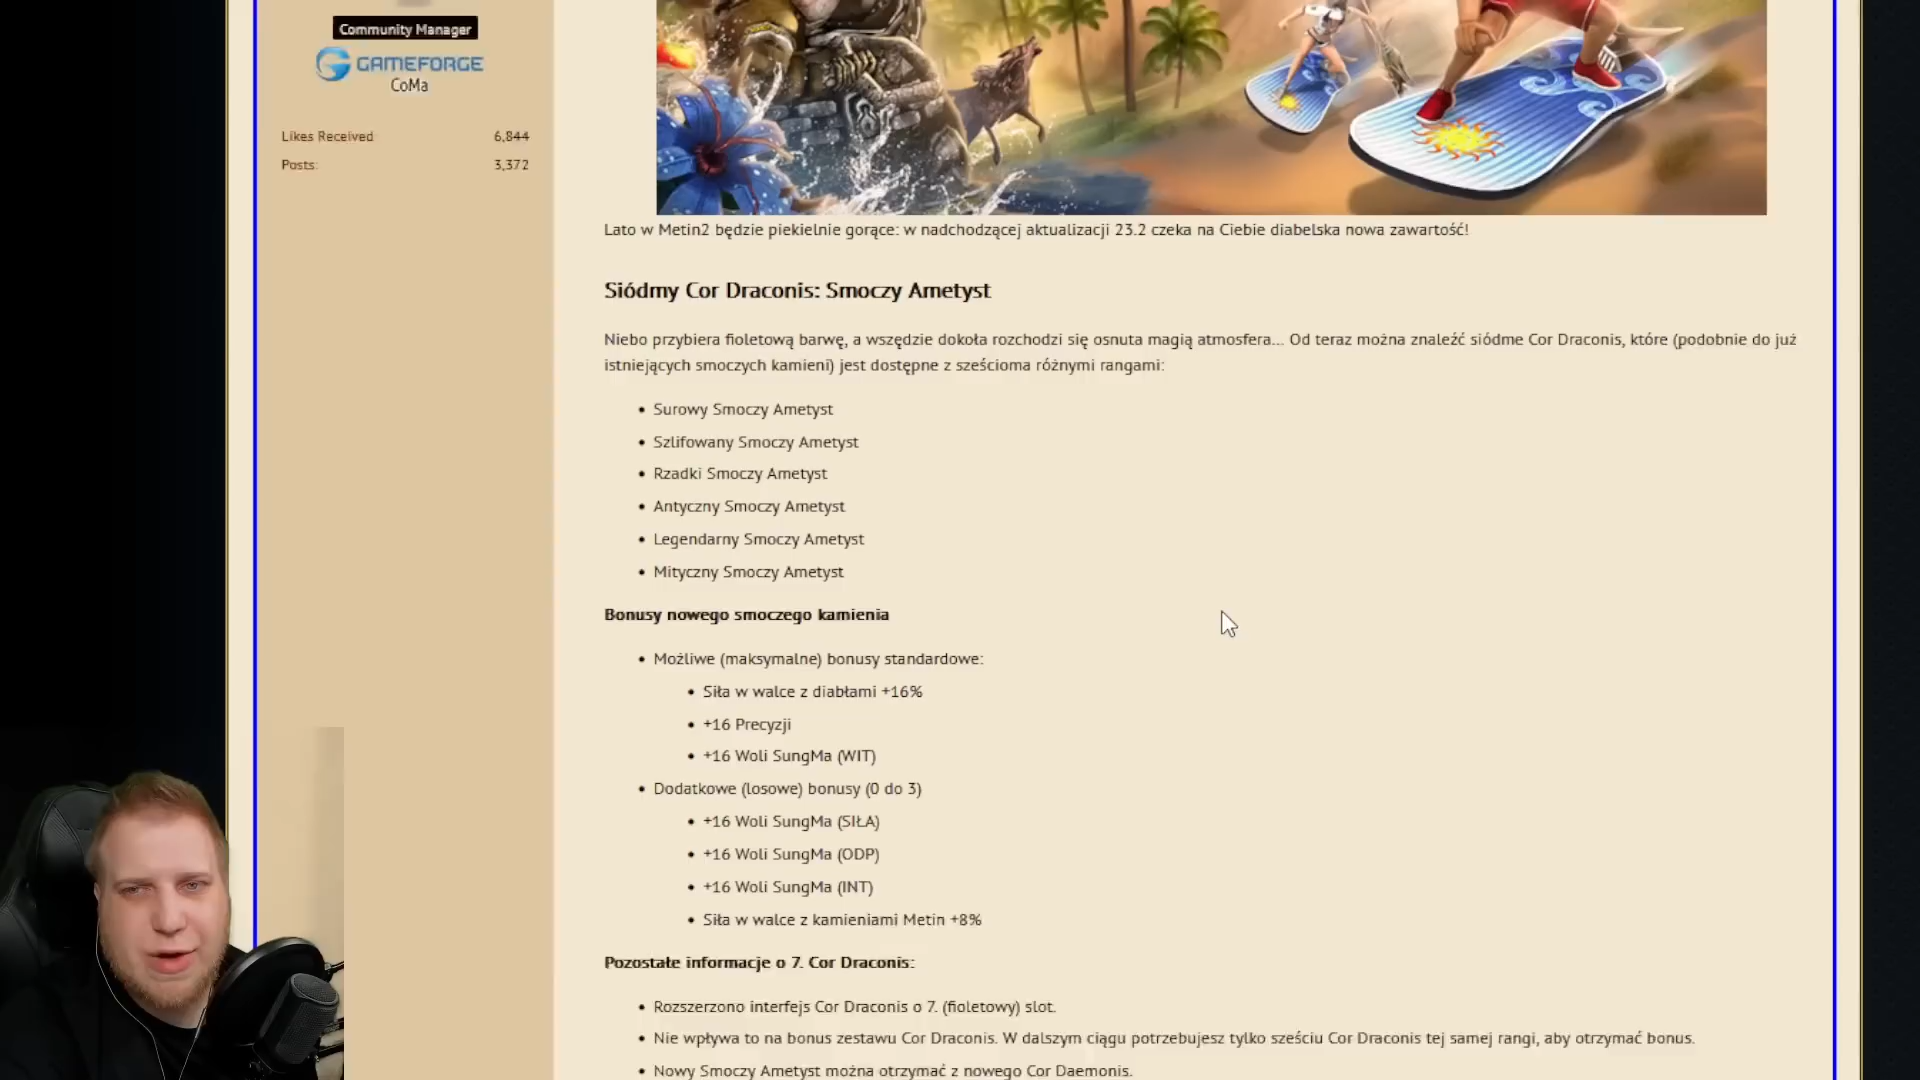 Community Manager
GAMEFORGE
CoMa
Likes Received 6,844
Posts: 3,372
Lato w Metin2 będzie piekielnie gorące: w nadchodzącej aktualizacji 23.2 czeka na Ciebie diabelska nowa zawartość!
Siódmy Cor Draconis: Smoczy Ametyst
Niebo przybiera fioletową barwę, a wszędzie dokoła rozchodzi się osnuta magią atmosfera... Od teraz można znaleźć siódme Cor Draconis, które (podobnie do już
istniejących smoczych kamieni) jest dostępne z sześcioma różnymi rangami:
• Surowy Smoczy Ametyst
• Szlifowany Smoczy Ametyst
• Rzadki Smoczy Ametyst
• Antyczny Smoczy Ametyst
• Legendarny Smoczy Ametyst
• Mityczny Smoczy Ametyst
Bonusy nowego smoczego kamienia
• Możliwe (maksymalne) bonusy standardowe:
• Siła w walce z diabłami +16%
• +16 Precyzji
• +16 Woli SungMa (WIT)
• Dodatkowe (losowe) bonusy (0 do 3)
• +16 Woli SungMa (SIŁA)
• +16 Woli SungMa (ODP)
• +16 Woli SungMa (INT)
• Siła w walce z kamieniami Metin +8%
Pozostałe informacje o 7. Cor Draconis:
• Rozszerzono interfejs Cor Draconis o 7. (fioletowy) slot.
• Nie wpływa to na bonus zestawu Cor Draconis. W dalszym ciągu potrzebujesz tylko sześciu Cor Draconis tej samej rangi, aby otrzymać bonus.
• Nowy Smoczy Ametyst można otrzymać z nowego Cor Daemonis.